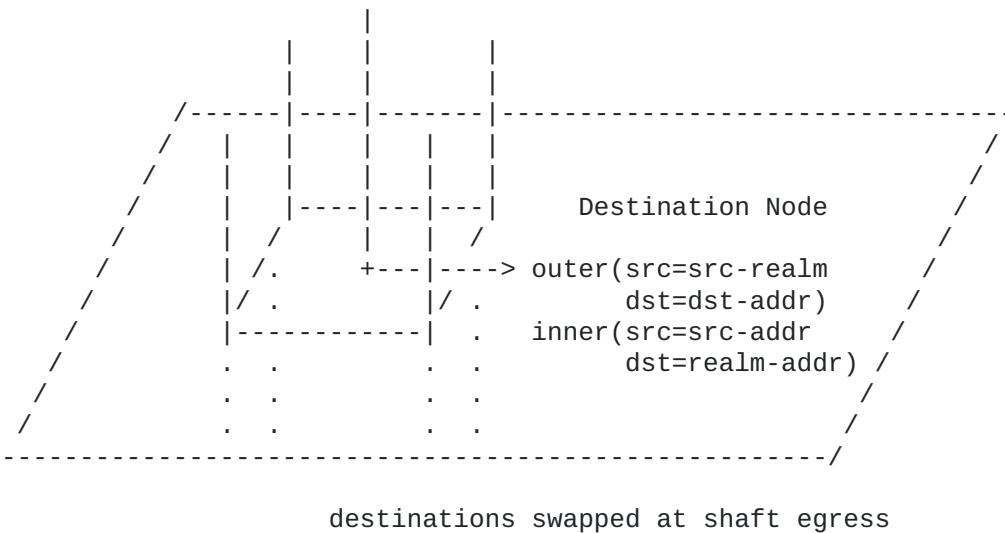 Destination Node
outer(src=src-realm
dst=dst-addr)
inner(src=src-addr
dst=realm-addr)
destinations swapped at shaft egress